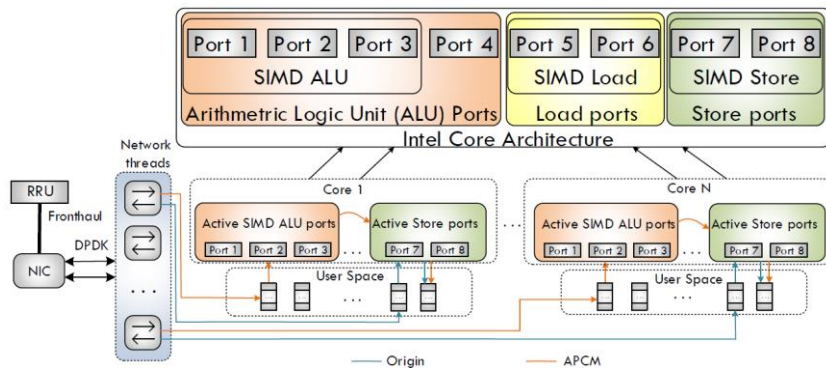 Port 1 Port 2 Port 3 Port 4 Port 5 Port 6 Port 7 Port 8
SIMD ALU SIMD Load SIMD Store
Arithmetric Logic Unit (ALU) Ports Load ports Store ports
Intel Core Architecture
Network
threads
RRU
Fronthaul
DPDK
NIC
. . .
Core 1
Active SIMD ALU ports Active Store ports
Port 1 Port 2 Port 3 ... Port 7 Port 8
User Space
...
...
Core N
Active SIMD ALU ports Active Store ports
Port 1 Port 2 Port 3 ... Port 7 Port 8
User Space
...
Origin APCM